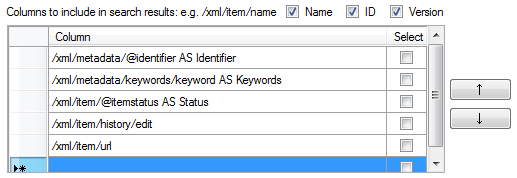 Columns to include in search results: e.g. /xml/item/name Name ID Version
Column Select
/xml/metadata/@identifier AS Identifier
/xml/metadata/keywords/keyword AS Keywords
/xml/item/@itemstatus AS Status
/xml/item/history/edit
/xml/item/url